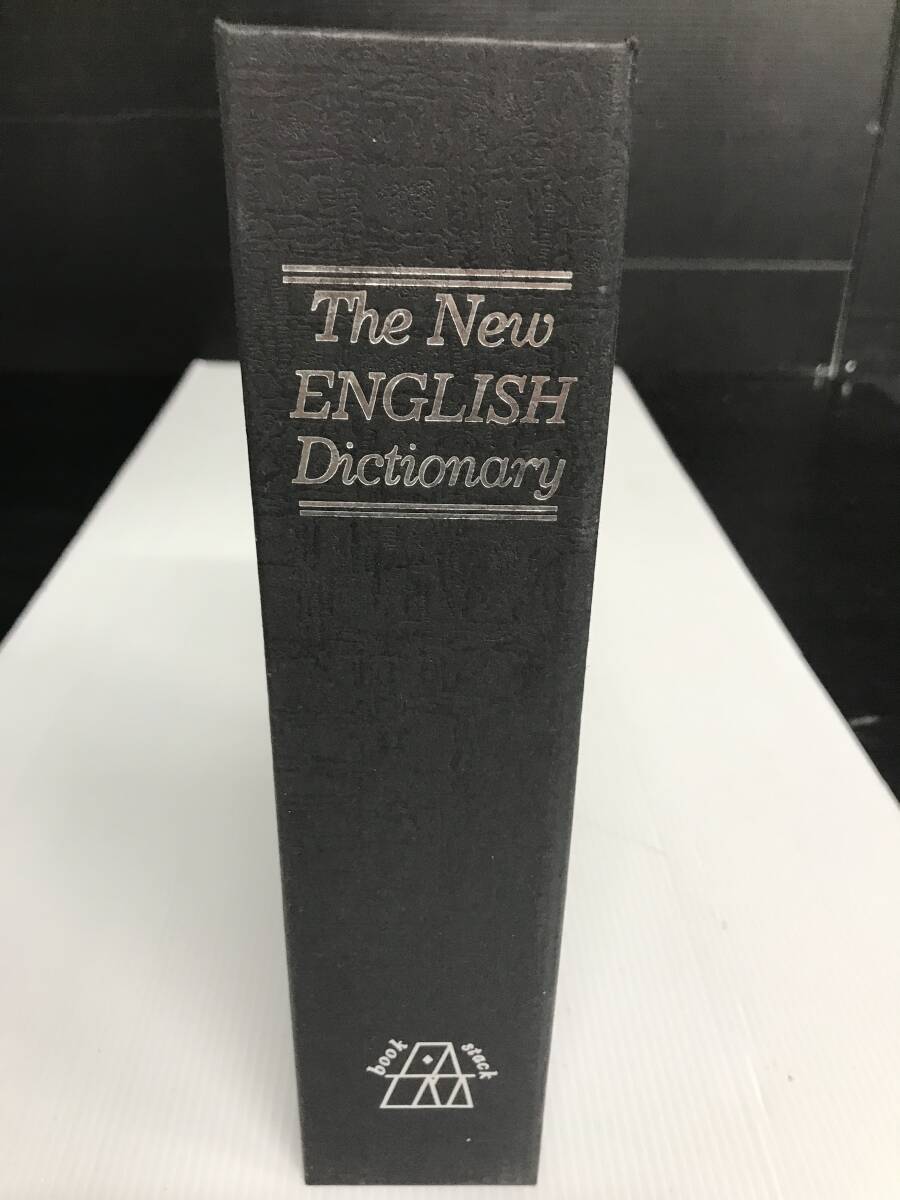 The New
ENGLISH
Dictionary
book stack